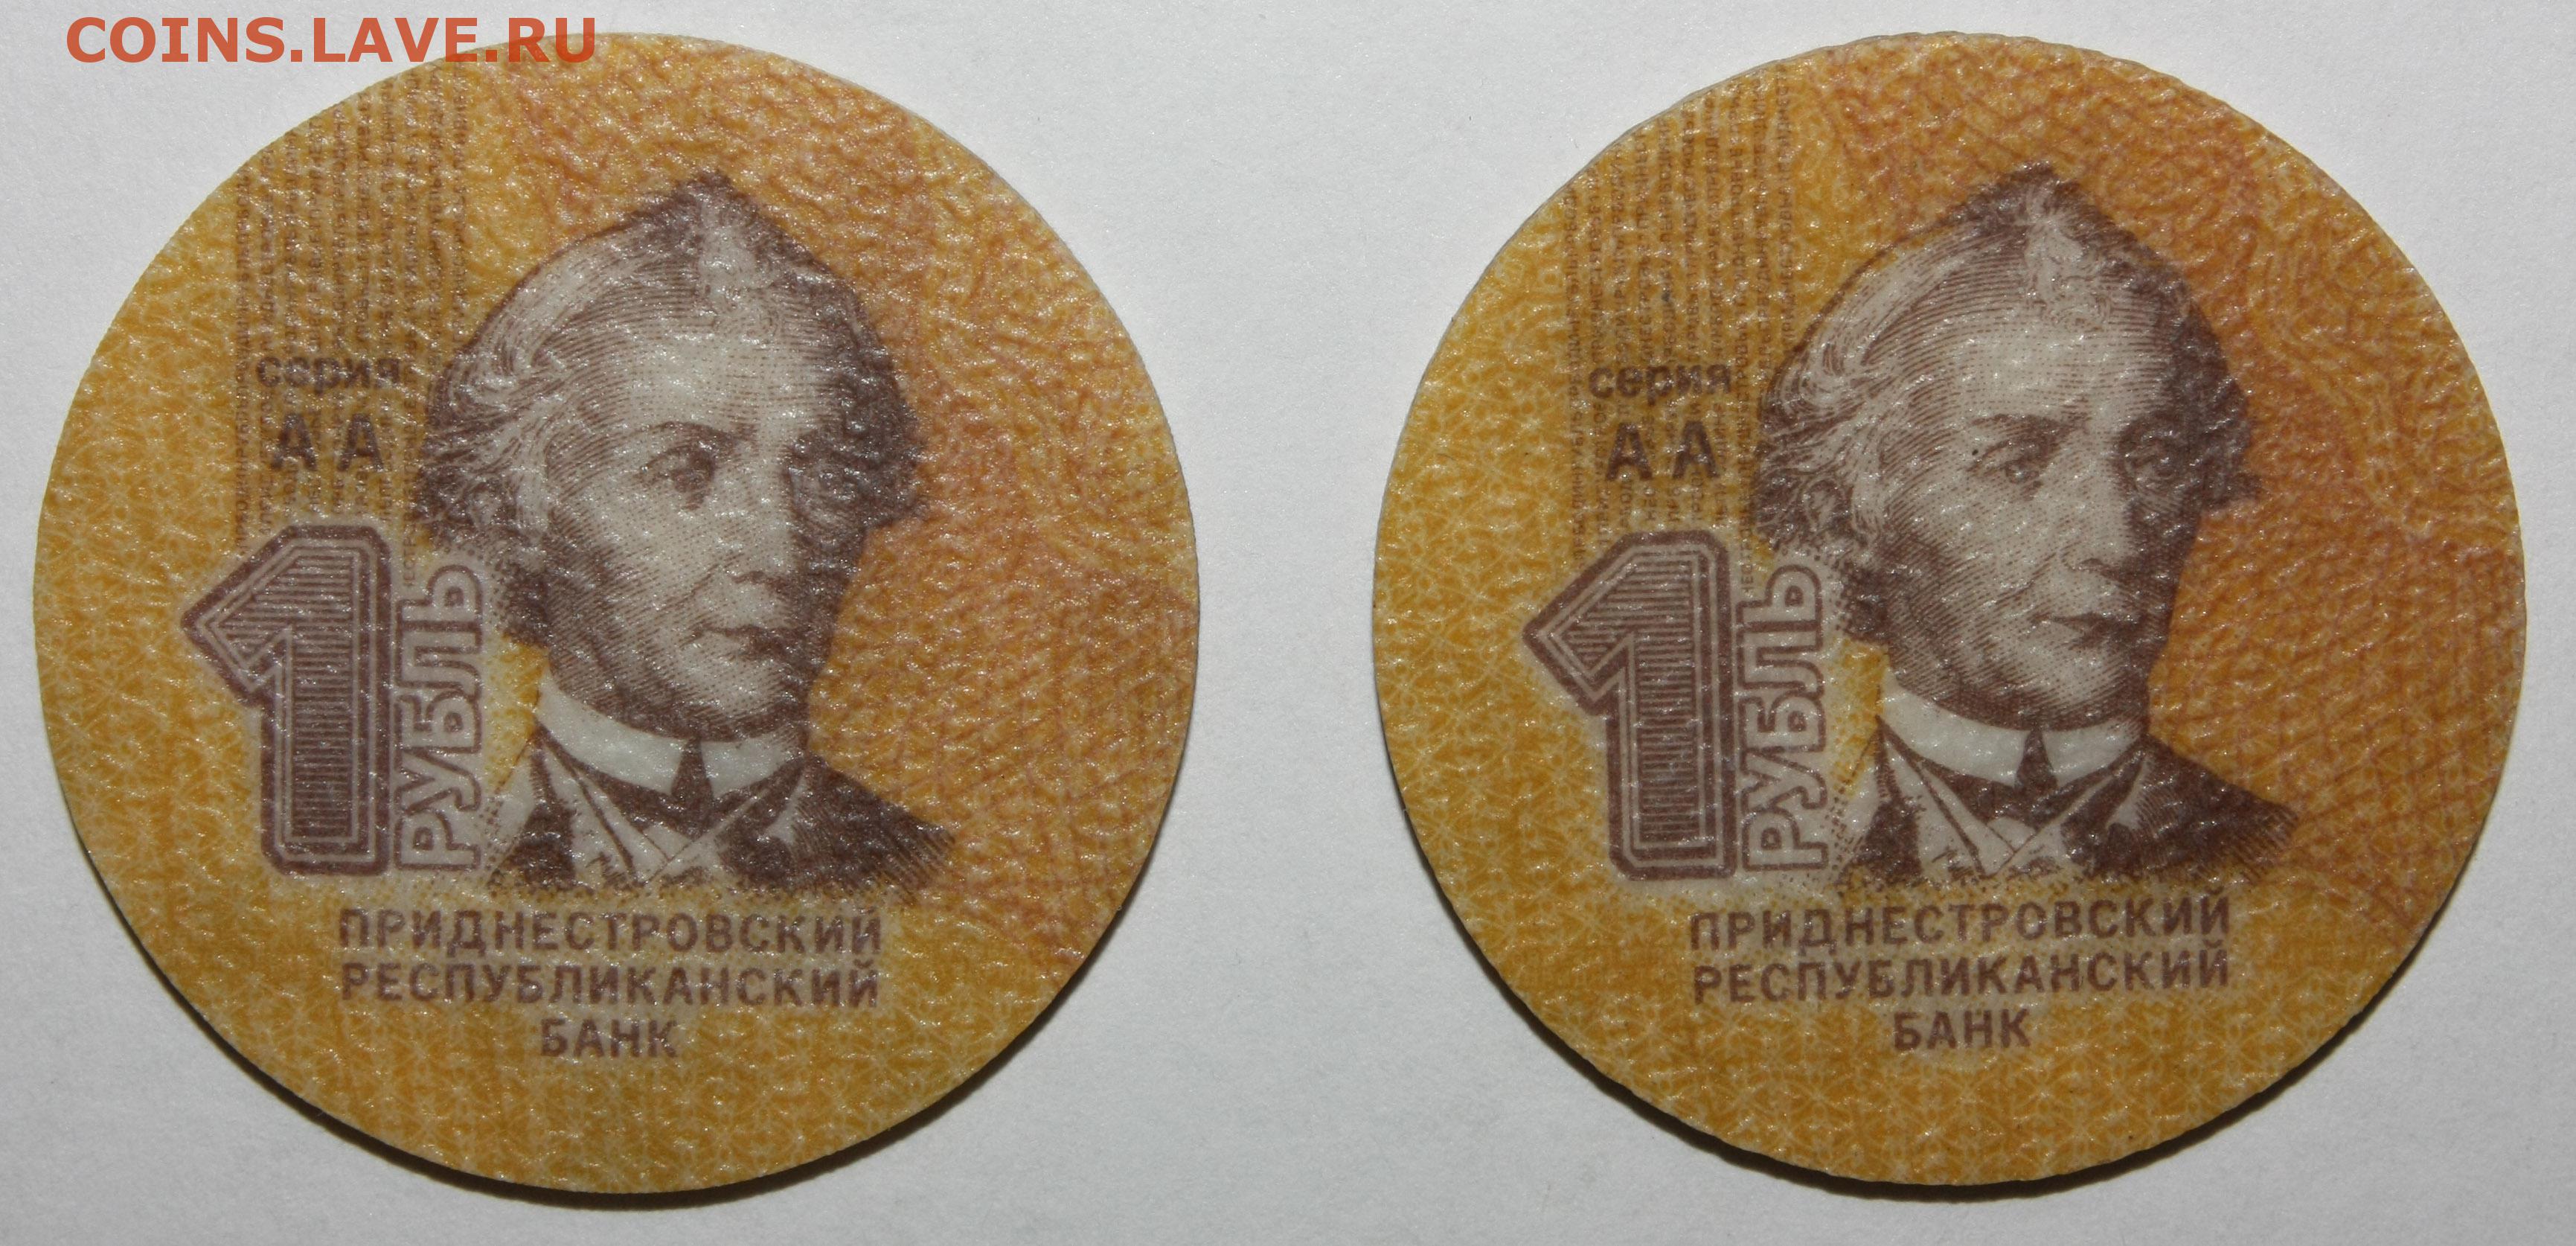 COINS.LAVE.RU
серия
АА
1
РУБЛЬ
ПРИДНЕСТРОВСКИЙ
РЕСПУБЛИКАНСКИЙ
БАНК
серия
АА
1
РУБЛЬ
ПРИДНЕСТРОВСКИЙ
РЕСПУБЛИКАНСКИЙ
БАНК